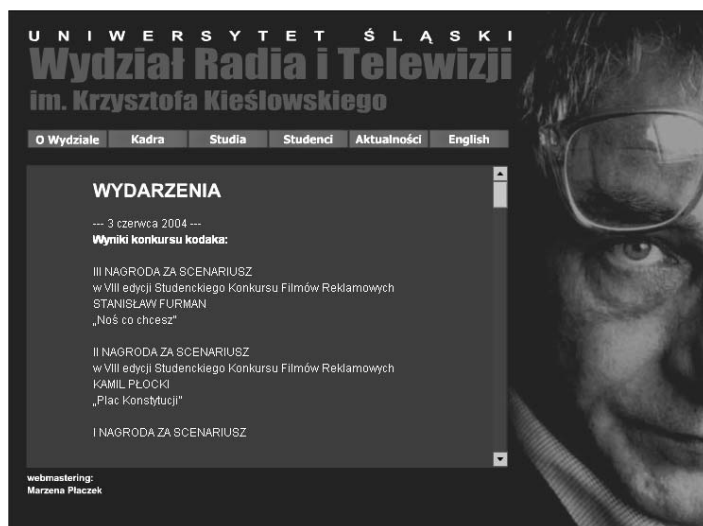 UNIWERSYTET ŚLĄSKI
Wydział Radia i Telewizji
im. Krzysztofa Kieślowskiego
O Wydziale Kadra Studia Studenci Aktualności English
WYDARZENIA
--- 3 czerwca 2004 ---
Wyniki konkursu kodaka:
III NAGRODA ZA SCENARIUSZ
w VIII edycji Studenckiego Konkursu Filmów Reklamowych
STANISŁAW FURMAN
„Noś co chcesz"
II NAGRODA ZA SCENARIUSZ
w VIII edycji Studenckiego Konkursu Filmów Reklamowych
KAMIL PŁOCKI
„Plac Konstytucji"
I NAGRODA ZA SCENARIUSZ
webmastering:
Marzena Płaczek